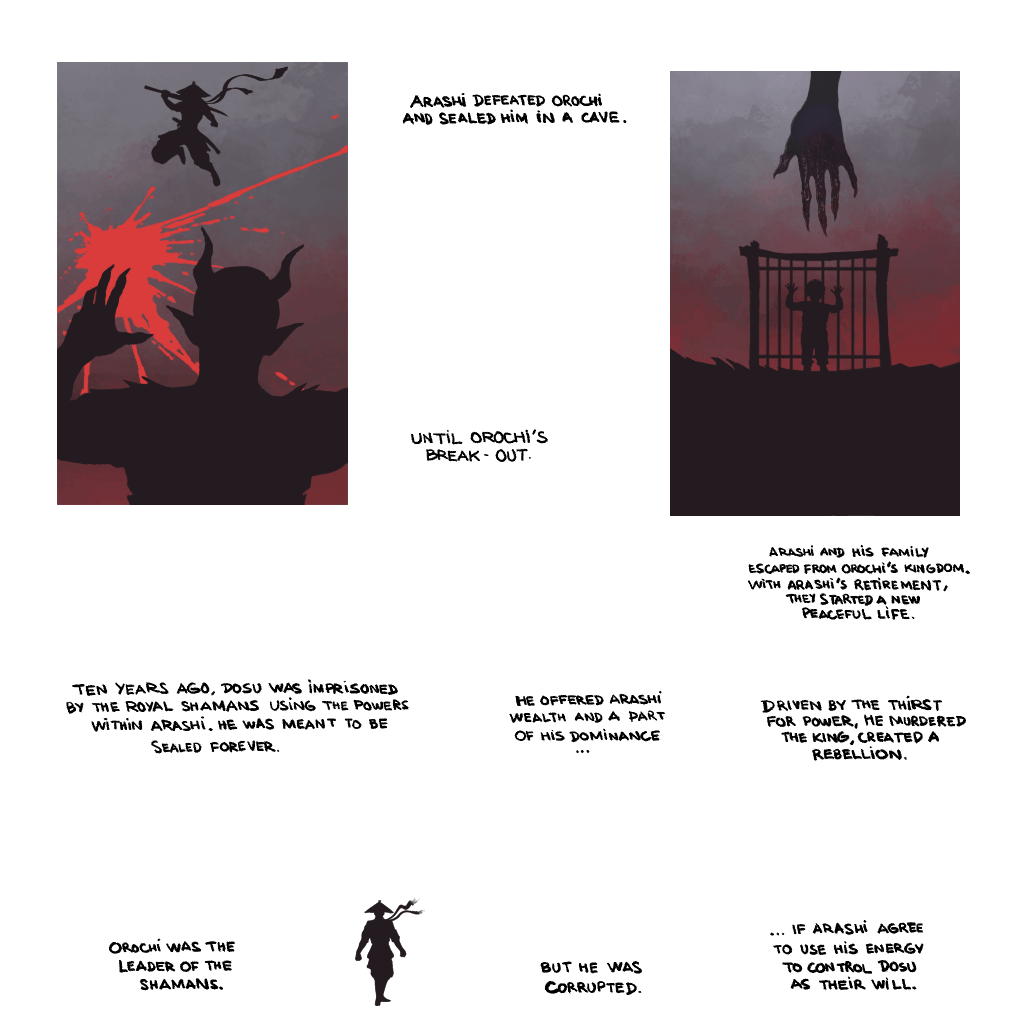 ARASHI DEFEATED OROCHI
AND SEALED HIM IN A CAVE.
UNTIL OROCHI'S
BREAK-OUT.
ARASHI AND HIS FAMILY
ESCAPED FROM OROCHI'S KINGDOM.
WITH ARASHI'S RETIREMENT,
THEY STARTED A NEW
PEACEFUL LIFE.
TEN YEARS AGO, DOSU WAS IMPRISONED
BY THE ROYAL SHAMANS USING THE POWERS
WITHIN ARASHI. HE WAS MEANT TO BE
SEALED FOREVER.
HE OFFERED ARASHI
WEALTH AND A PART
OF HIS DOMINANCE
...
DRIVEN BY THE THIRST
FOR POWER, HE MURDERED
THE KING, CREATED A
REBELLION.
OROCHI WAS THE
LEADER OF THE
SHAMANS.
BUT HE WAS
CORRUPTED.
... IF ARASHI AGREE
TO USE HIS ENERGY
TO CONTROL DOSU
AS THEIR WILL.